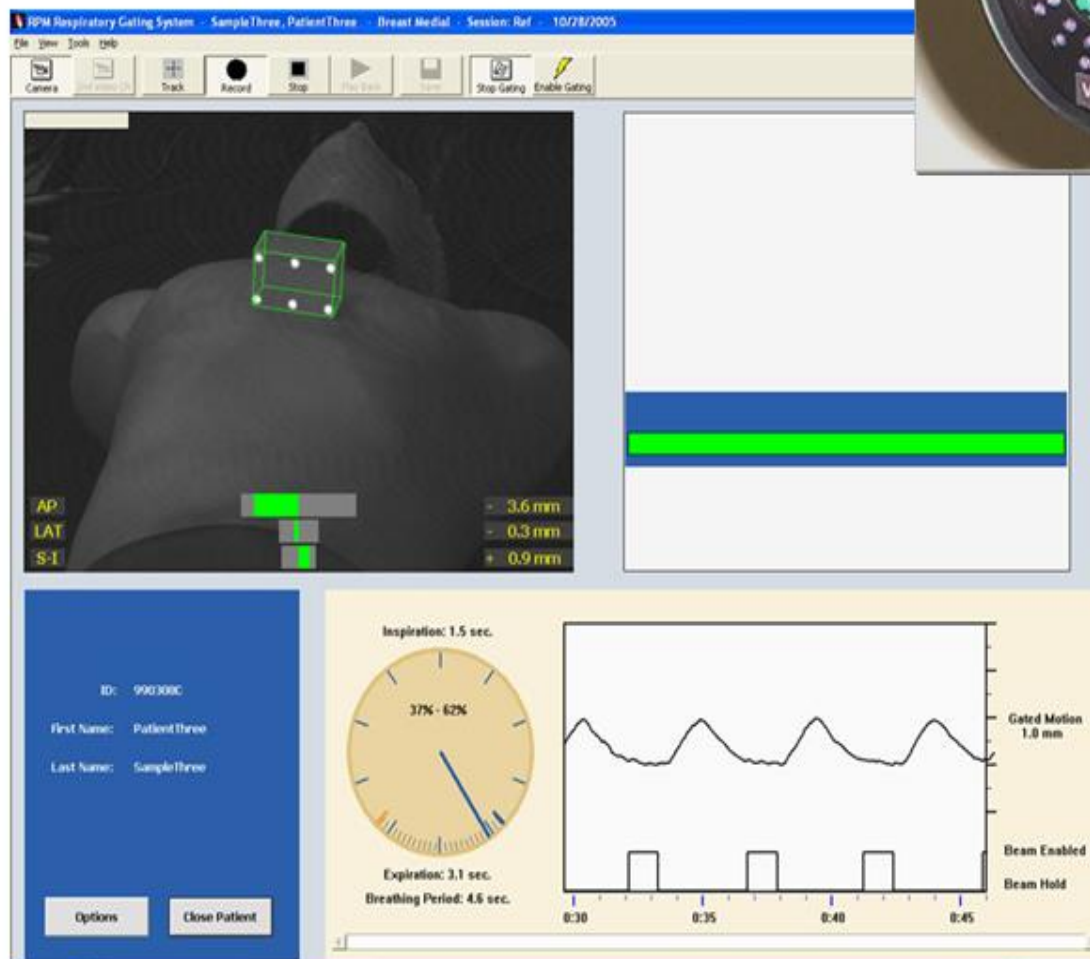 RPM Respiratory Gating System - SampleThree, PatientThree - Breast Medial - Session: Ref - 10/28/2005
File View Tools Help
Camera Track Record Stop Play Back Save Stop Gating Enable Gating
AP - 3.6 mm
LAT - 0.3 mm
S-I + 0.9 mm
ID: 990308C
First Name: PatientThree
Last Name: SampleThree
Options Close Patient
Inspiration: 1.5 sec.
37% - 62%
Expiration: 3.1 sec.
Breathing Period: 4.6 sec.
Gated Motion
1.0 mm
Beam Enabled
Beam Hold
0:30 0:35 0:40 0:45